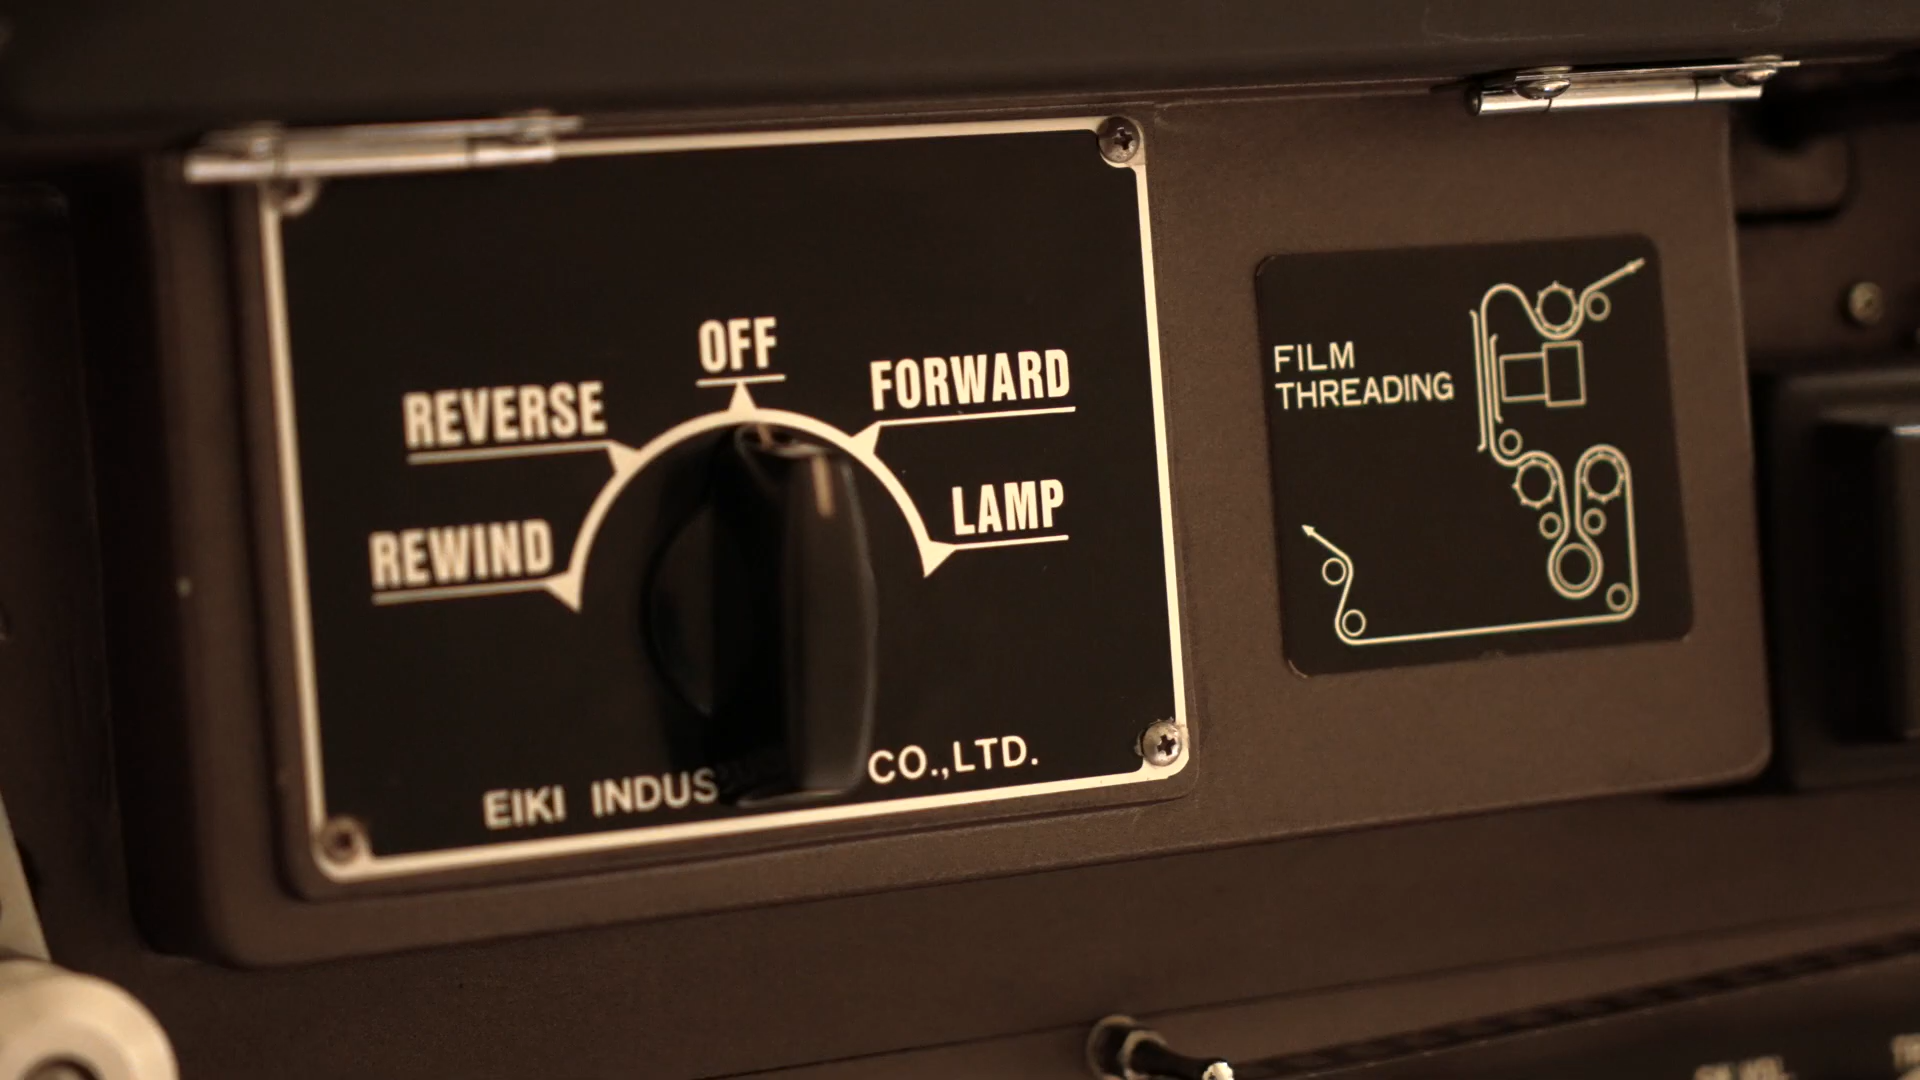 OFF
REVERSE
FORWARD
REWIND
LAMP
EIKI INDUS CO.,LTD.
FILM
THREADING